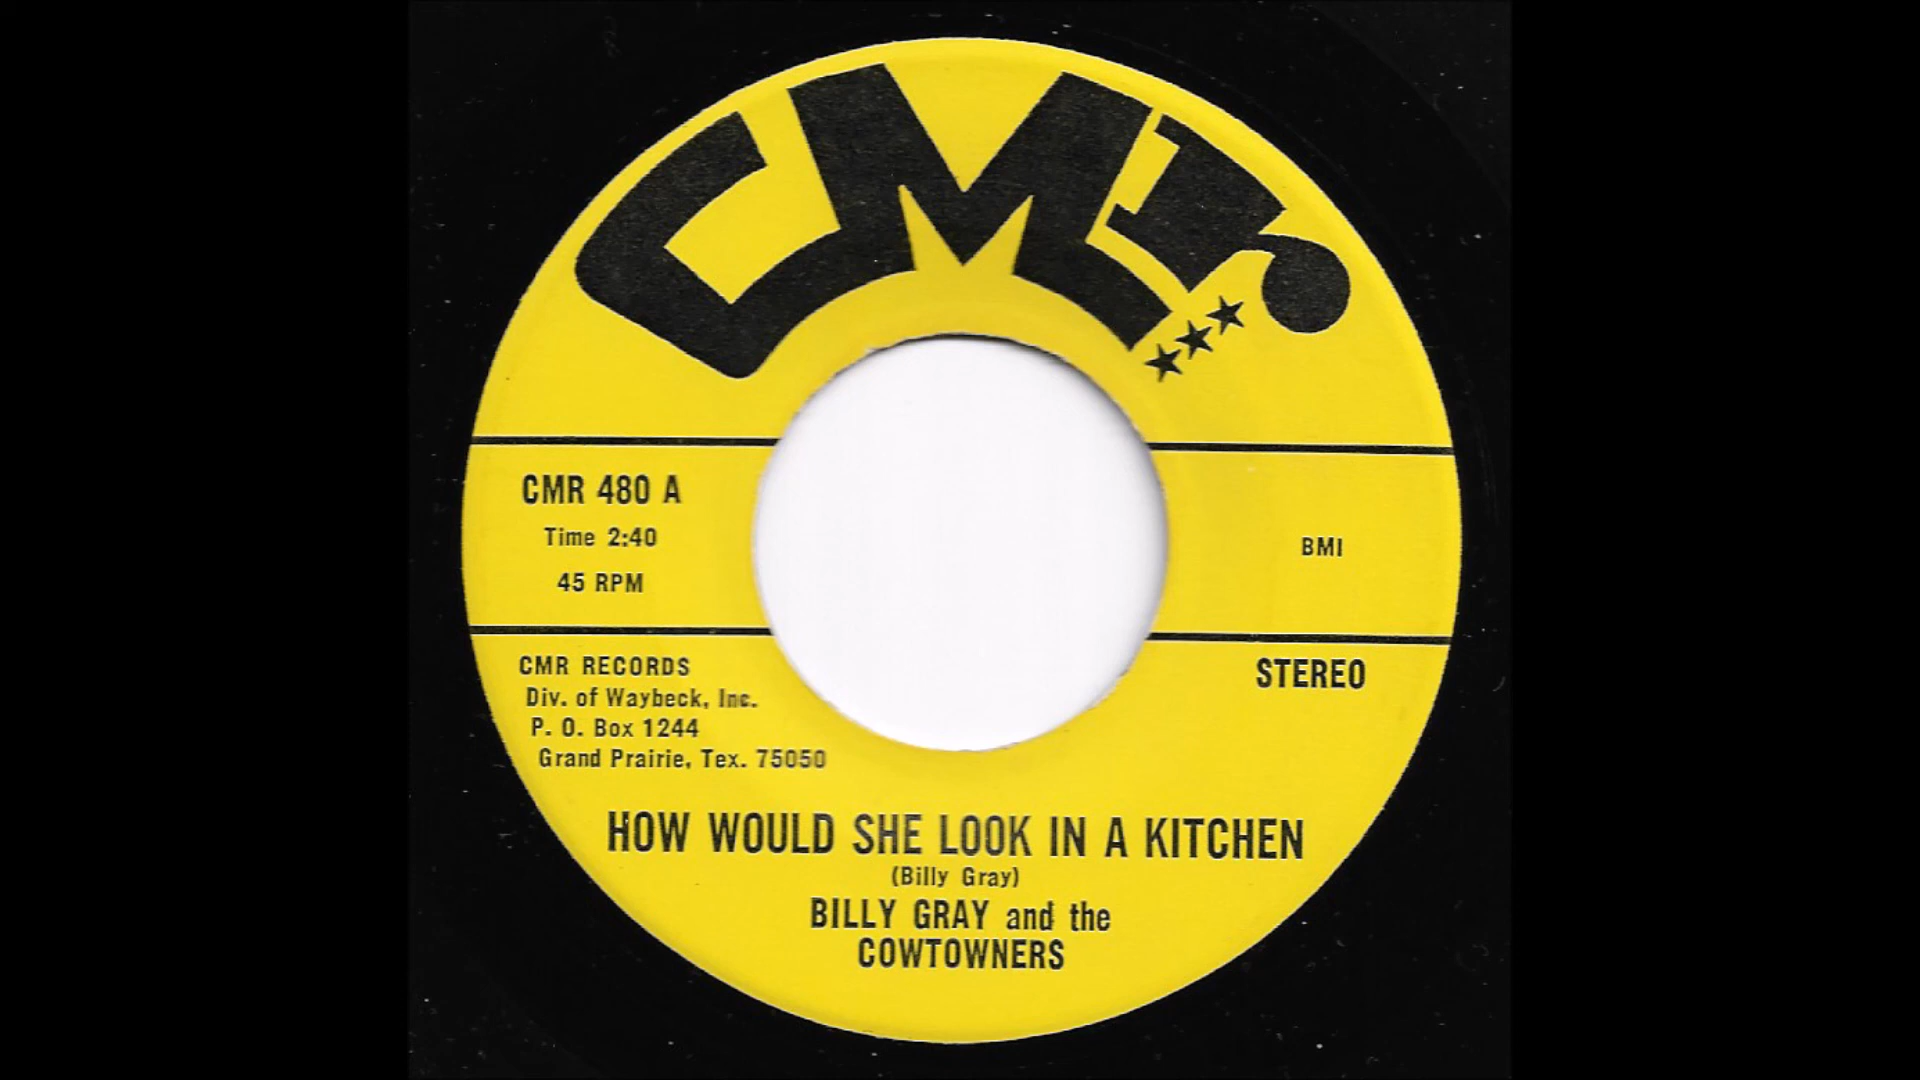 CMR
CMR 480 A
Time 2:40
45 RPM
BMI
CMR RECORDS
Div. of Waybeck, Inc.
P. O. Box 1244
Grand Prairie, Tex. 75050
STEREO
HOW WOULD SHE LOOK IN A KITCHEN
(Billy Gray)
BILLY GRAY and the
COWTOWNERS